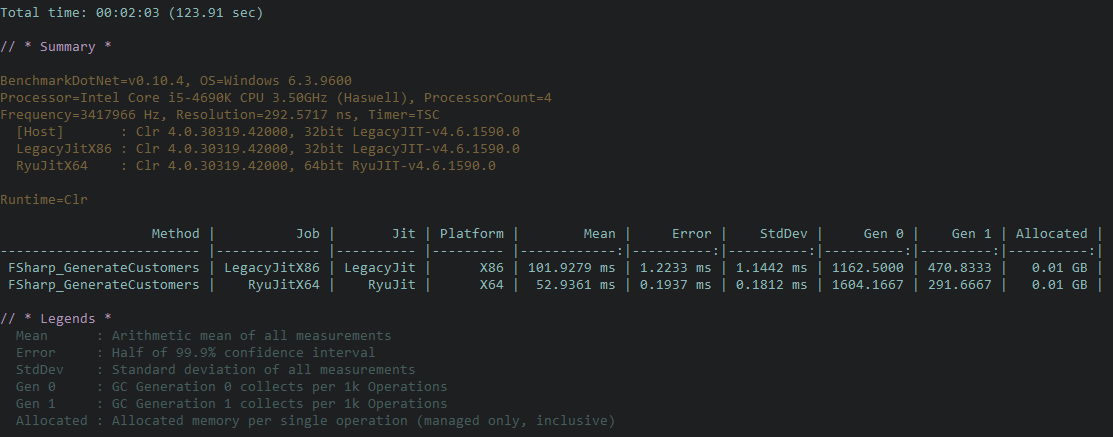 Total time: 00:02:03 (123.91 sec)
// * Summary *
BenchmarkDotNet=v0.10.4, OS=Windows 6.3.9600
Processor=Intel Core i5-4690K CPU 3.50GHz (Haswell), ProcessorCount=4
Frequency=3417966 Hz, Resolution=292.5717 ns, Timer=TSC
  [Host]       : Clr 4.0.30319.42000, 32bit LegacyJIT-v4.6.1590.0
  LegacyJitX86 : Clr 4.0.30319.42000, 32bit LegacyJIT-v4.6.1590.0
  RyuJitX64    : Clr 4.0.30319.42000, 64bit RyuJIT-v4.6.1590.0
Runtime=Clr
                   Method |          Job |       Jit | Platform |        Mean |     Error |    StdDev |     Gen 0 |    Gen 1 | Allocated |
------------------------- |------------- |---------- |--------- |------------:|----------:|----------:|----------:|---------:|----------:|
 FSharp_GenerateCustomers | LegacyJitX86 | LegacyJit |      X86 | 101.9279 ms | 1.2233 ms | 1.1442 ms | 1162.5000 | 470.8333 |   0.01 GB |
 FSharp_GenerateCustomers |    RyuJitX64 |    RyuJit |      X64 |  52.9361 ms | 0.1937 ms | 0.1812 ms | 1604.1667 | 291.6667 |   0.01 GB |
// * Legends *
  Mean      : Arithmetic mean of all measurements
  Error     : Half of 99.9% confidence interval
  StdDev    : Standard deviation of all measurements
  Gen 0     : GC Generation 0 collects per 1k Operations
  Gen 1     : GC Generation 1 collects per 1k Operations
  Allocated : Allocated memory per single operation (managed only, inclusive)